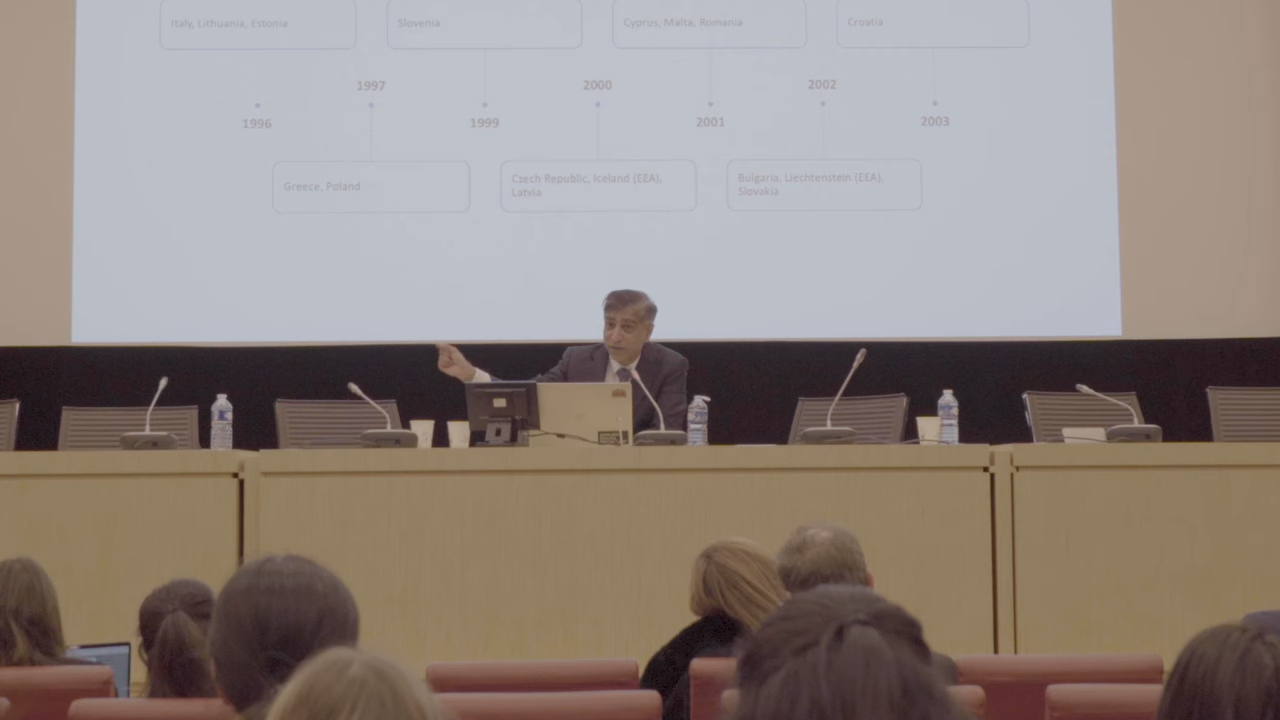 Italy, Lithuania, Estonia
Slovenia
Cyprus, Malta, Romania
Croatia
1997
2000
2002
1996
1999
2001
2003
Greece, Poland
Czech Republic, Iceland (EEA),
Latvia
Bulgaria, Liechtenstein (EEA),
Slovakia